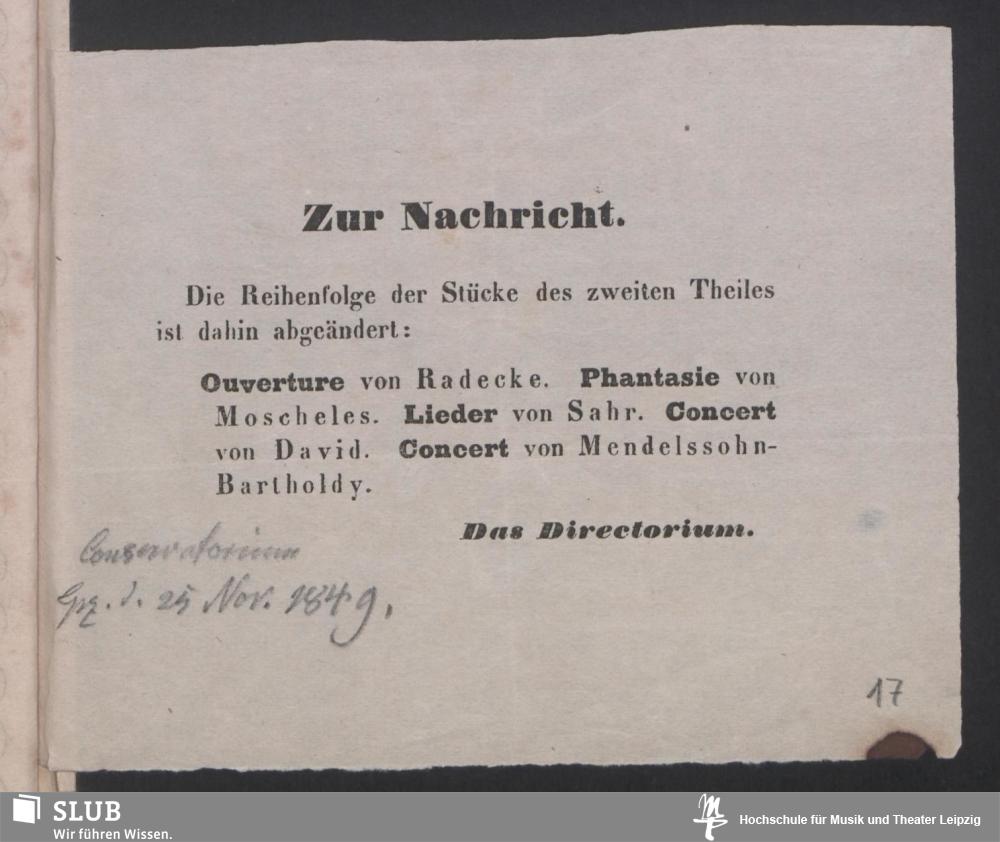 Zur Nachricht.
Die Reihenfolge der Stücke des zweiten Theiles
ist dahin abgeändert:
Ouverture von Radecke. Phantasie von
Moscheles. Lieder von Sahr. Concert
von David. Concert von Mendelssohn-
Bartholdy.
Das Directorium.
Conservatorium
Lpz. d. 25 Nov. 1849.
17
SLUB
Wir führen Wissen.
Hochschule für Musik und Theater Leipzig